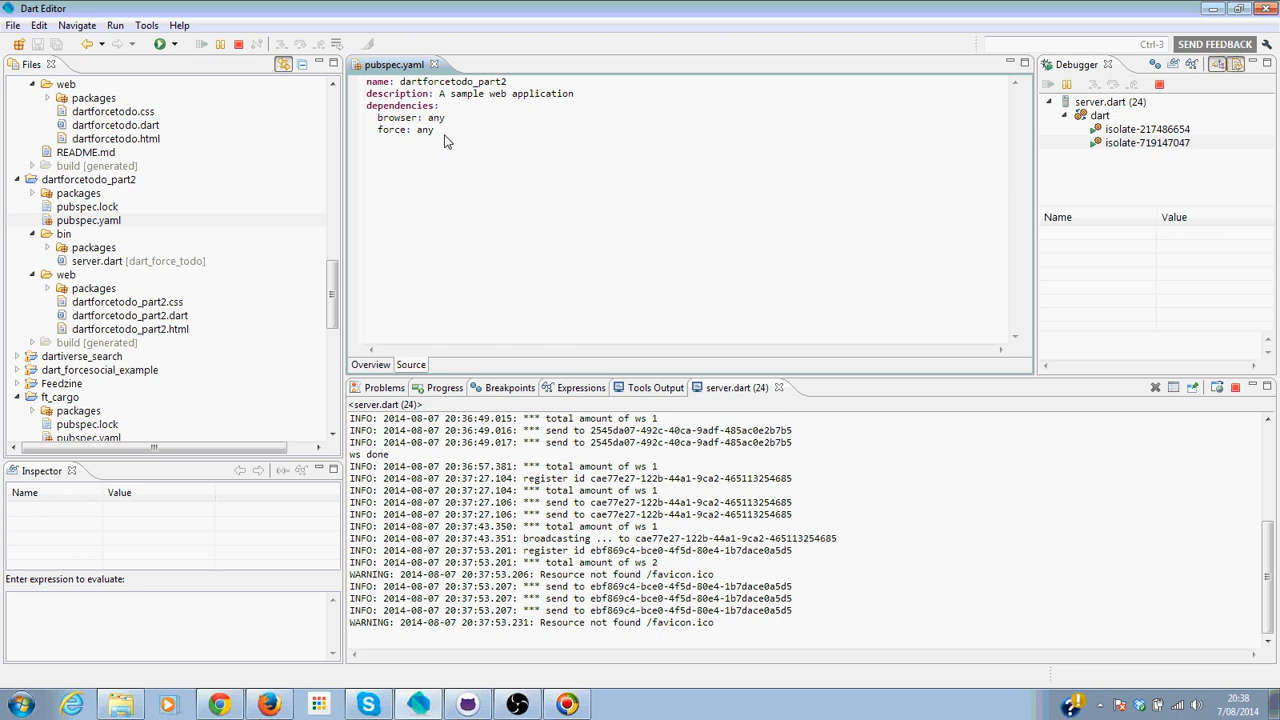 Dart Editor
File Edit Navigate Run Tools Help
Ctrl-3 SEND FEEDBACK
Files
web
packages
dartforcetodo.css
dartforcetodo.dart
dartforcetodo.html
README.md
build [generated]
dartforcetodo_part2
packages
pubspec.lock
pubspec.yaml
bin
packages
server.dart [dart_force_todo]
web
packages
dartforcetodo_part2.css
dartforcetodo_part2.dart
dartforcetodo_part2.html
build [generated]
dartiverse_search
dart_forcesocial_example
Feedzine
ft_cargo
packages
pubspec.lock
pubspec.yaml
pubspec.yaml
name: dartforcetodo_part2
description: A sample web application
dependencies:
browser: any
force: any
Overview Source
Debugger
server.dart (24)
dart
isolate-217486654
isolate-719147047
Name Value
Inspector
Name Value
Enter expression to evaluate:
Problems Progress Breakpoints Expressions Tools Output server.dart (24)
<server.dart (24)>
INFO: 2014-08-07 20:36:49.015: *** total amount of ws 1
INFO: 2014-08-07 20:36:49.016: *** send to 2545da07-492c-40ca-9adf-485ac0e2b7b5
INFO: 2014-08-07 20:36:49.017: *** send to 2545da07-492c-40ca-9adf-485ac0e2b7b5
ws done
INFO: 2014-08-07 20:36:57.381: *** total amount of ws 1
INFO: 2014-08-07 20:37:27.104: register id cae77e27-122b-44a1-9ca2-465113254685
INFO: 2014-08-07 20:37:27.104: *** total amount of ws 1
INFO: 2014-08-07 20:37:27.106: *** send to cae77e27-122b-44a1-9ca2-465113254685
INFO: 2014-08-07 20:37:27.107: *** send to cae77e27-122b-44a1-9ca2-465113254685
INFO: 2014-08-07 20:37:43.350: *** total amount of ws 1
INFO: 2014-08-07 20:37:43.351: broadcasting ... to cae77e27-122b-44a1-9ca2-465113254685
INFO: 2014-08-07 20:37:53.201: register id ebf869c4-bce0-4f5d-80e4-1b7dace0a5d5
INFO: 2014-08-07 20:37:53.201: *** total amount of ws 2
WARNING: 2014-08-07 20:37:53.206: Resource not found /favicon.ico
INFO: 2014-08-07 20:37:53.207: *** send to ebf869c4-bce0-4f5d-80e4-1b7dace0a5d5
INFO: 2014-08-07 20:37:53.207: *** send to ebf869c4-bce0-4f5d-80e4-1b7dace0a5d5
INFO: 2014-08-07 20:37:53.207: *** send to ebf869c4-bce0-4f5d-80e4-1b7dace0a5d5
WARNING: 2014-08-07 20:37:53.231: Resource not found /favicon.ico
20:38
7/08/2014